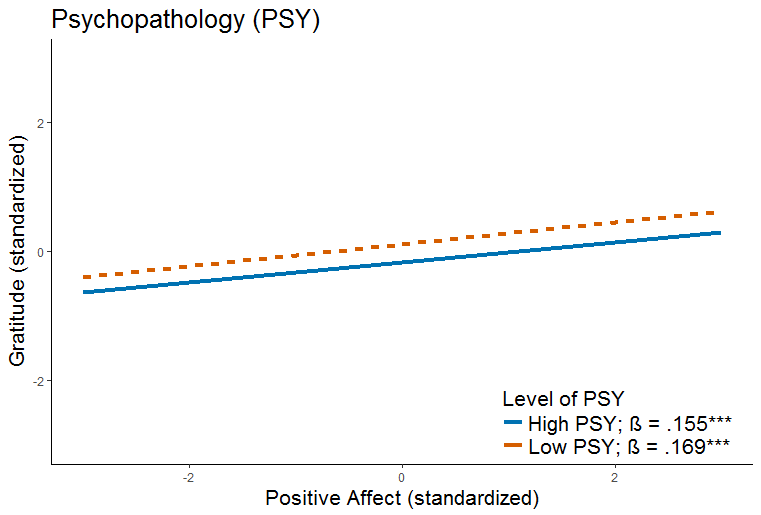 Psychopathology (PSY)
Gratitude (standardized)
2
0
-2
Level of PSY
High PSY; ß = .155***
Low PSY; ß = .169***
-2
0
2
Positive Affect (standardized)